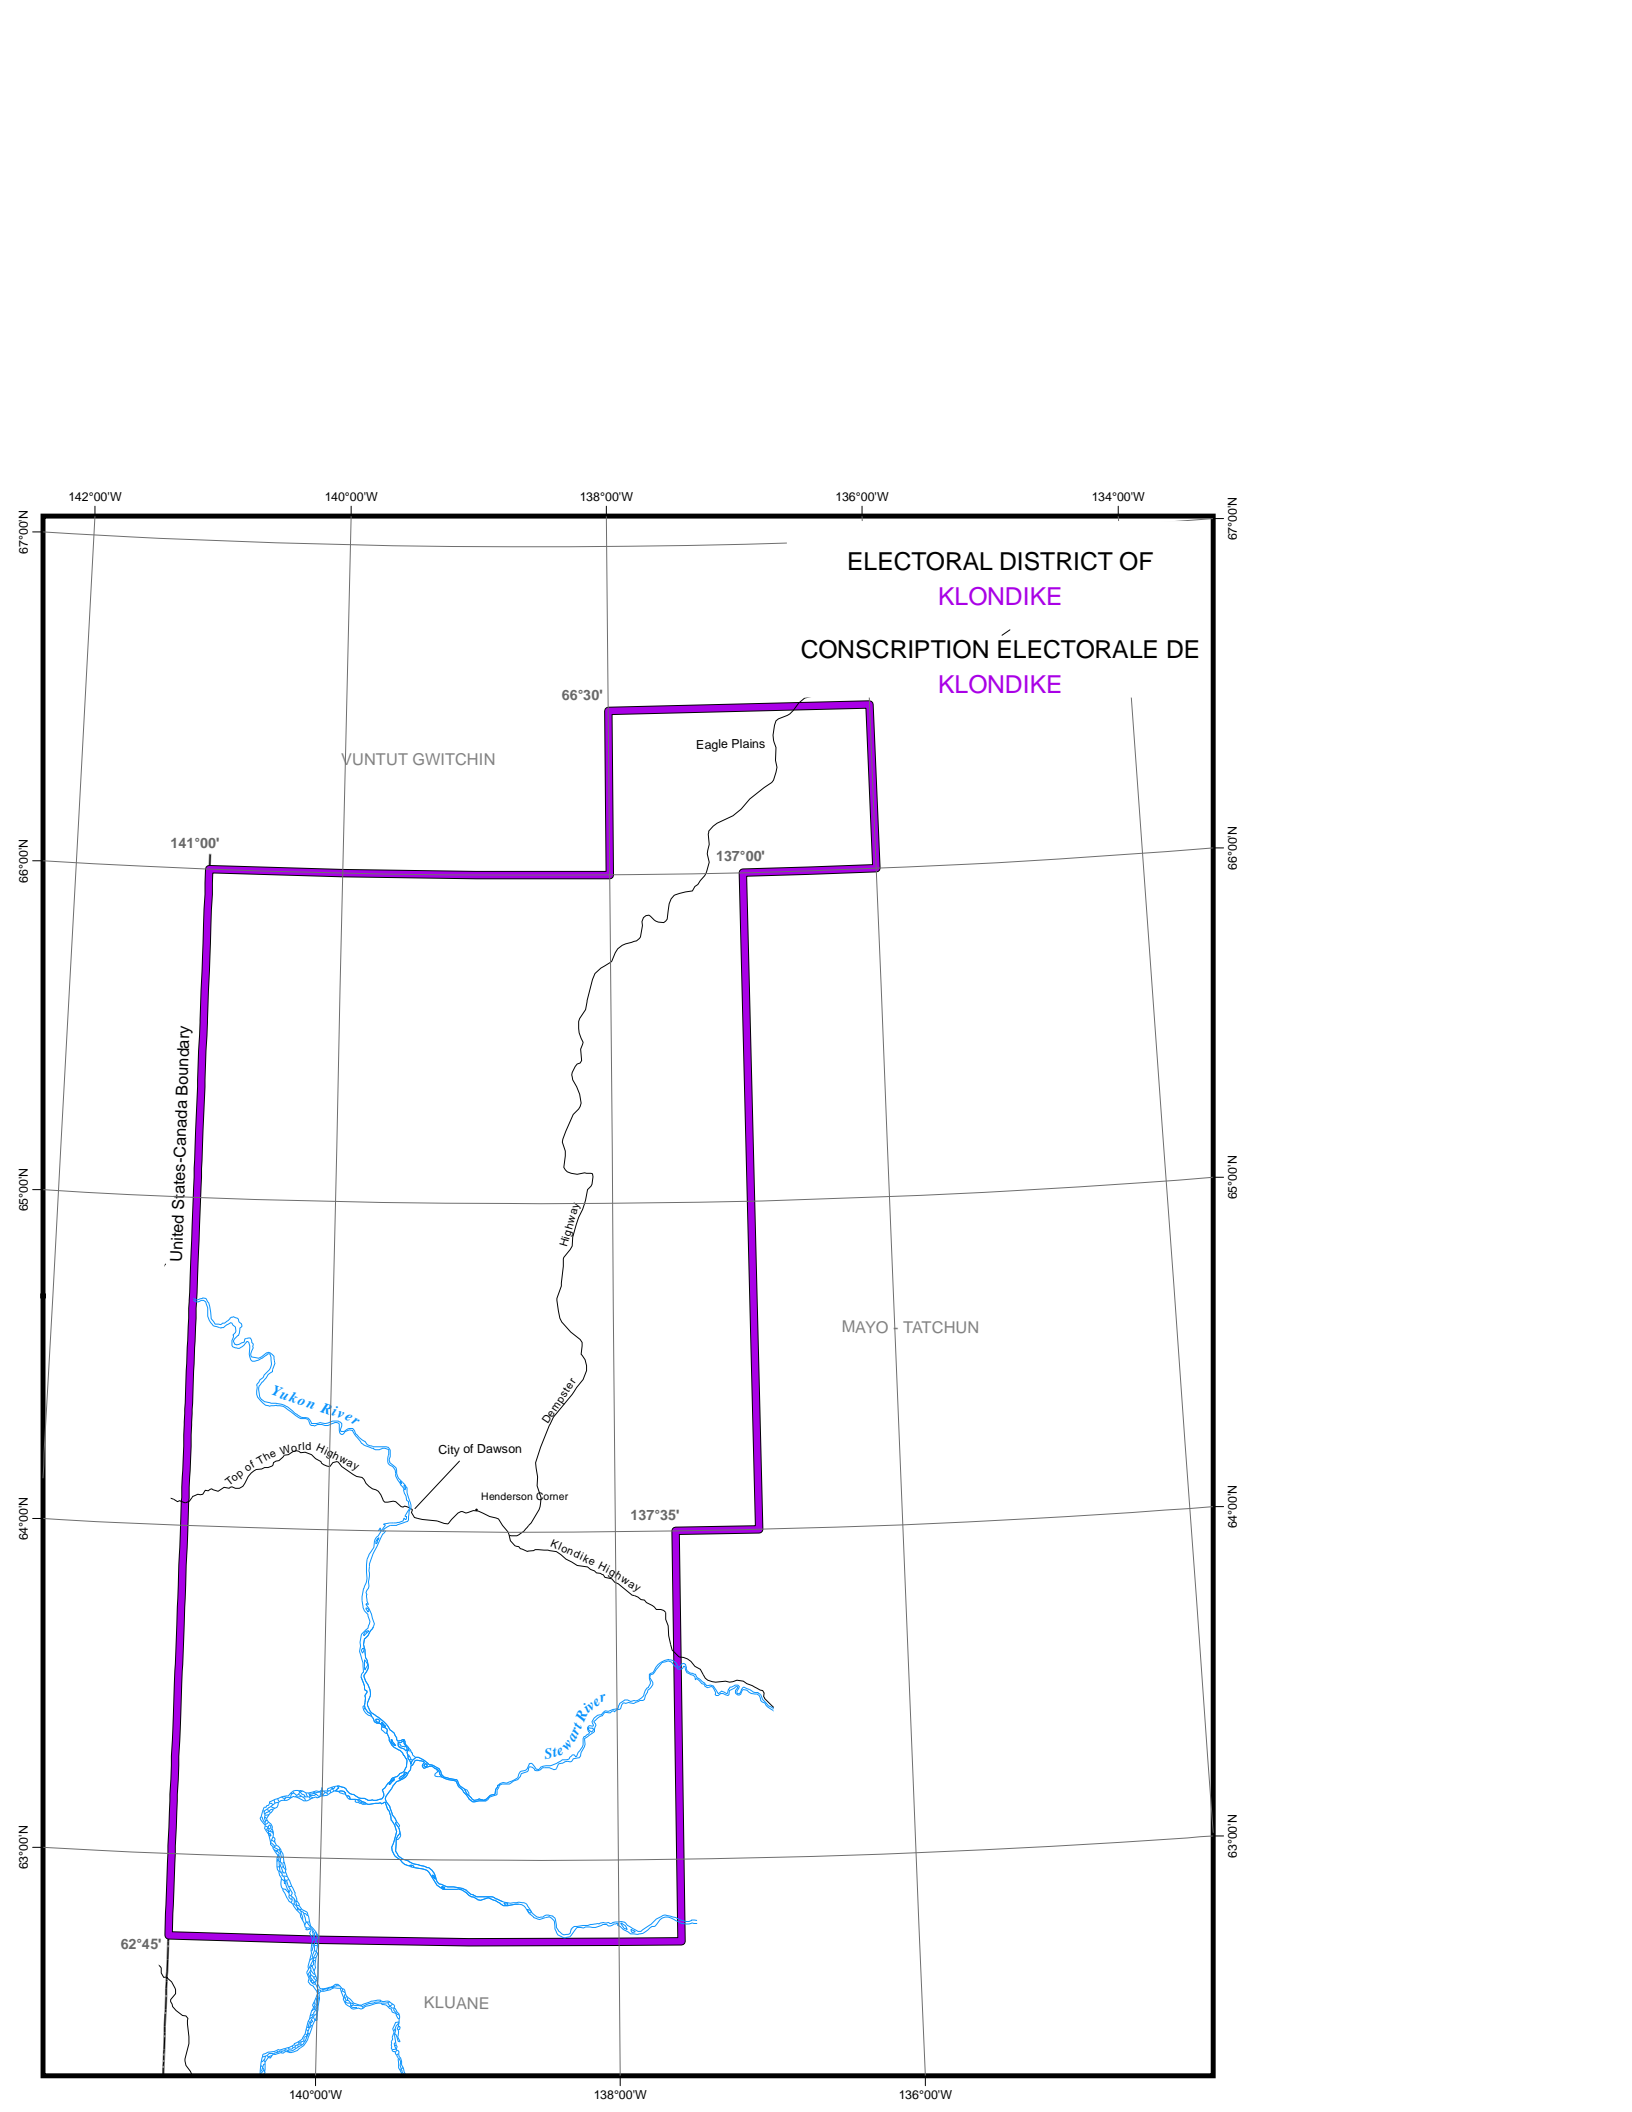 142°00'W
140°00'W
138°00'W
136°00'W
134°00'W
67°00'N
67°00'N
ELECTORAL DISTRICT OF
KLONDIKE
CONSCRIPTION ÉLECTORALE DE
KLONDIKE
66°30'
Eagle Plains
VUNTUT GWITCHIN
141°00'
137°00'
66°00'N
66°00'N
United States-Canada Boundary
65°00'N
65°00'N
Highway
MAYO - TATCHUN
Dempster
Yukon River
City of Dawson
Top of The World Highway
Henderson Corner
137°35'
64°00'N
64°00'N
Klondike Highway
Stewart River
63°00'N
63°00'N
62°45'
KLUANE
140°00'W
138°00'W
136°00'W